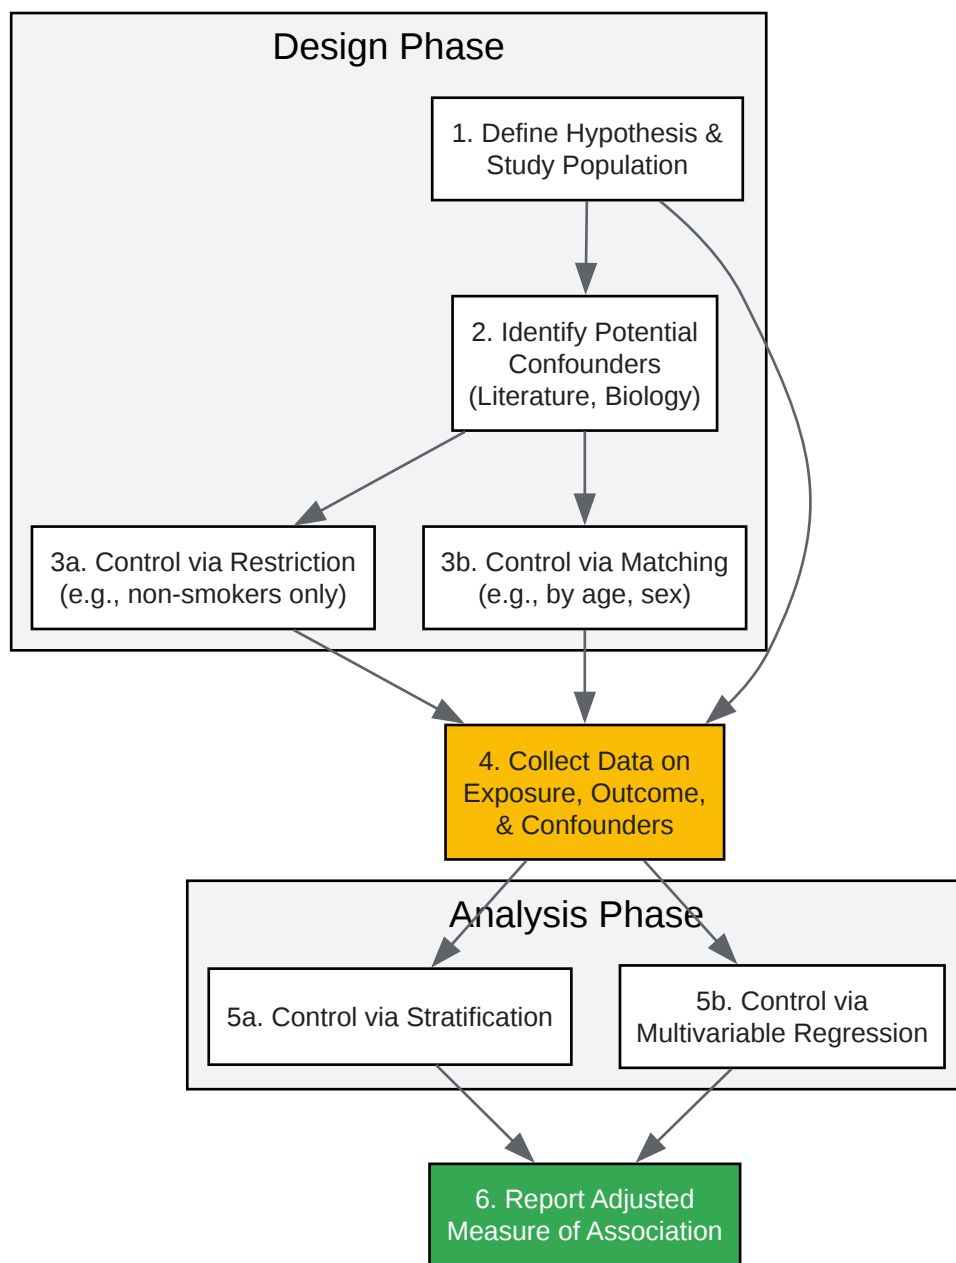 Design Phase
1. Define Hypothesis &
Study Population
2. Identify Potential
Confounders
(Literature, Biology)
3a. Control via Restriction
(e.g., non-smokers only)
3b. Control via Matching
(e.g., by age, sex)
4. Collect Data on
Exposure, Outcome,
& Confounders
Analysis Phase
5a. Control via Stratification
5b. Control via
Multivariable Regression
6. Report Adjusted
Measure of Association